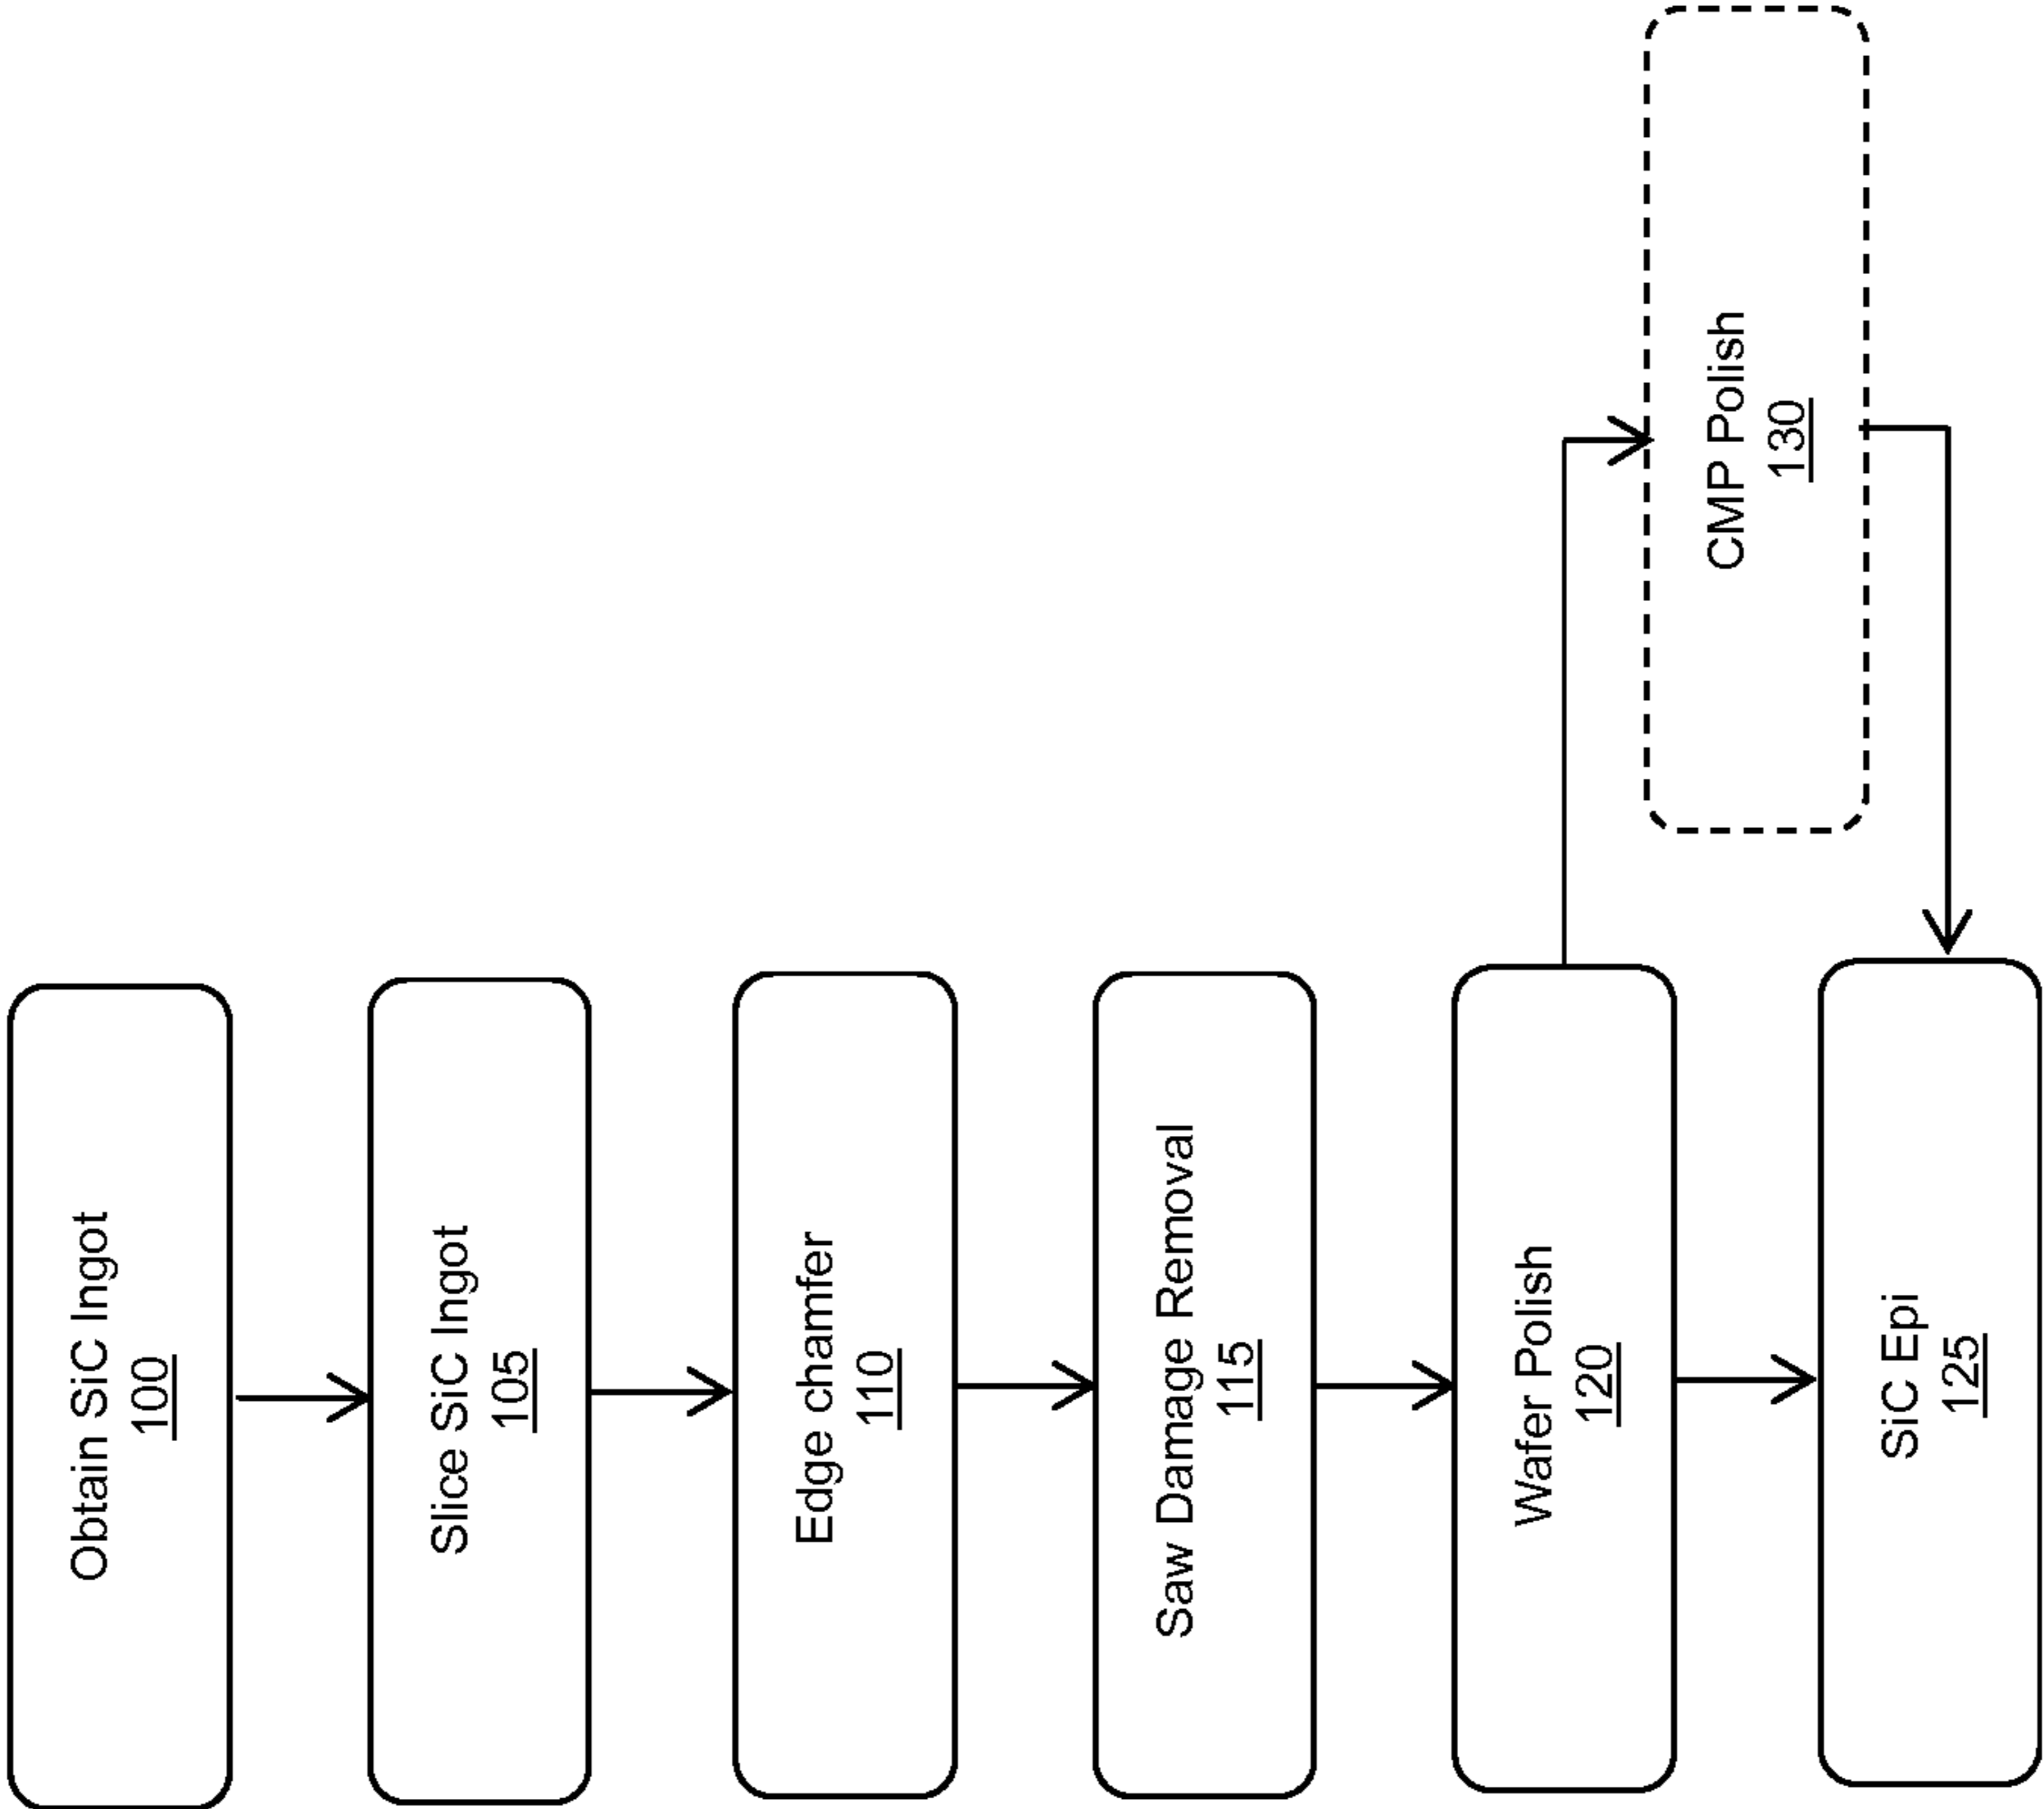 Obtain SiC Ingot
100
Slice SiC Ingot
105
Edge chamfer
110
Saw Damage Removal
115
Wafer Polish
120
SiC Epi
125
CMP Polish
130